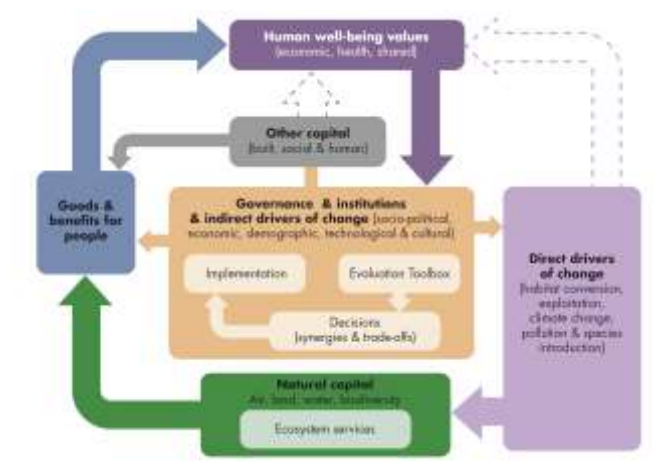 Human well-being values
(economic, health, shared)
Other capital
(built, social & human)
Goods &
benefits for
people
Governance & institutions
& indirect drivers of change (socio-political,
economic, demographic, technological & cultural)
Implementation
Evaluation Toolbox
Decisions
(synergies & trade-offs)
Direct drivers
of change
(habitat conversion,
exploitation,
climate change,
pollution & species
introduction)
Natural capital
Air, land, water, biodiversity
Ecosystem services